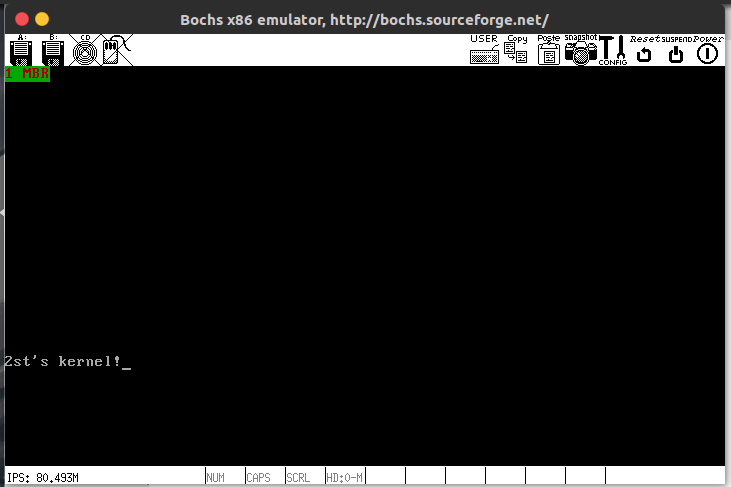 Bochs x86 emulator, http://bochs.sourceforge.net/
A: B: CD USER Copy Paste snapshot CONFIG Reset SUSPEND Power
1 MBR
2st's kernel!_
IPS: 80.493M NUM CAPS SCRL HD:0-M